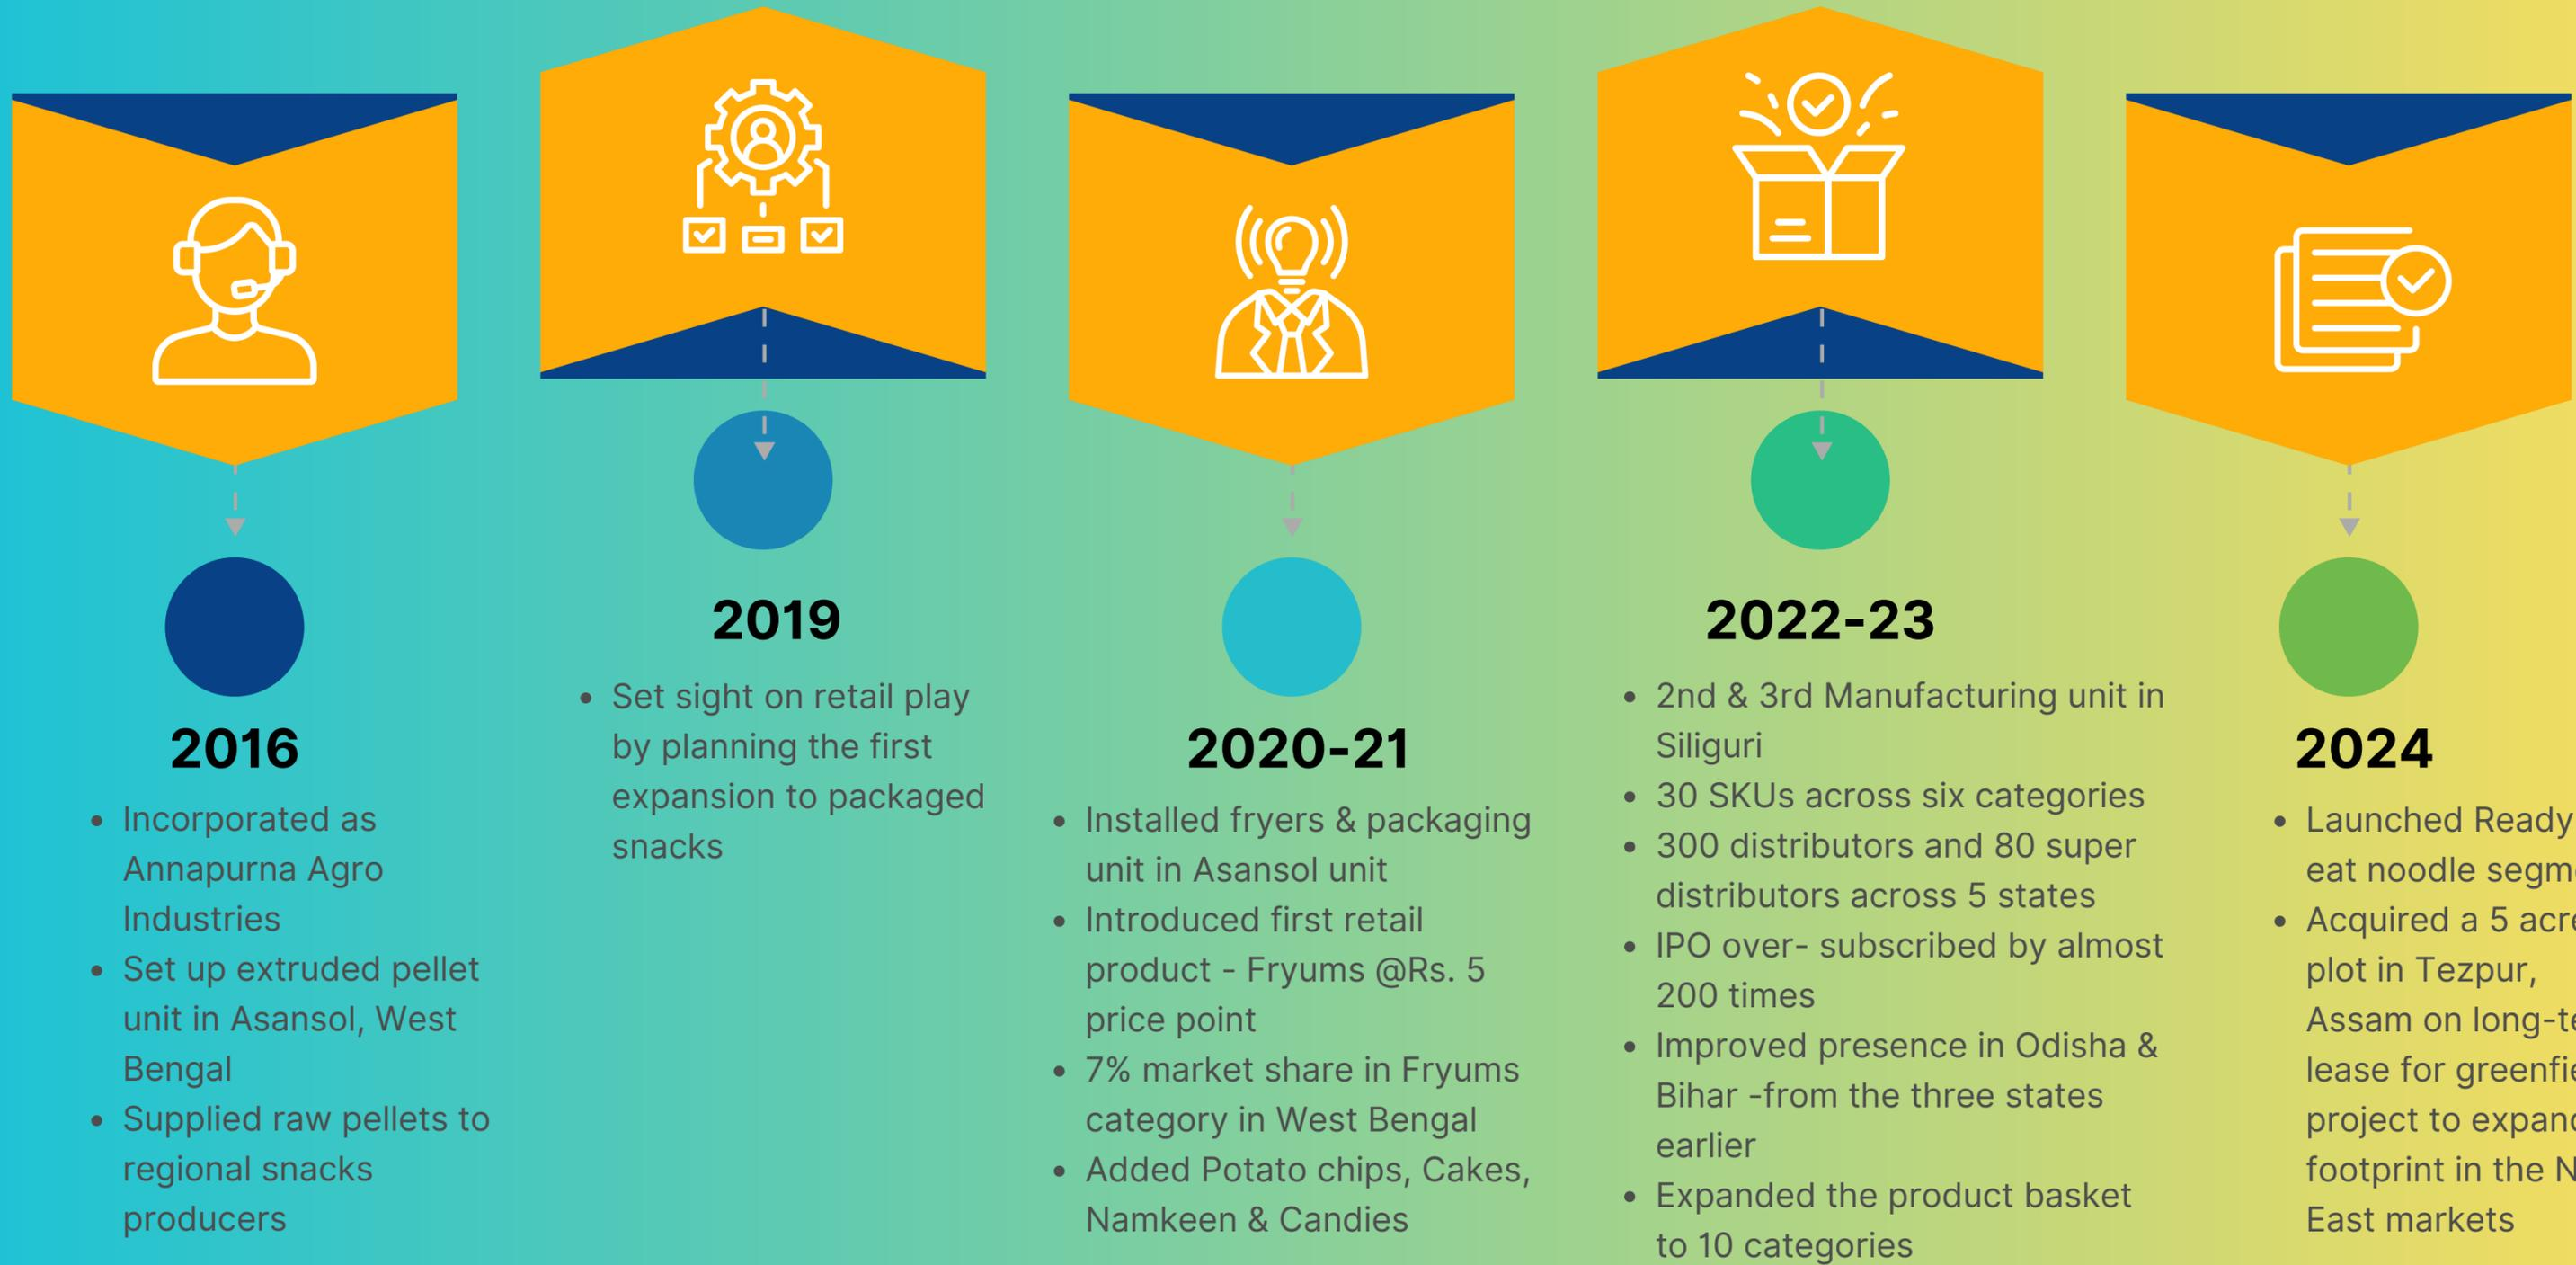 2016
Incorporated as
Annapurna Agro
Industries
Set up extruded pellet
unit in Asansol, West
Bengal
Supplied raw pellets to
regional snacks
producers
2019
Set sight on retail play
by planning the first
expansion to packaged
snacks
2020-21
Installed fryers & packaging
unit in Asansol unit
Introduced first retail
product - Fryums @Rs. 5
price point
7% market share in Fryums
category in West Bengal
Added Potato chips, Cakes,
Namkeen & Candies
2022-23
2nd & 3rd Manufacturing unit in
Siliguri
30 SKUs across six categories
300 distributors and 80 super
distributors across 5 states
IPO over- subscribed by almost
200 times
Improved presence in Odisha &
Bihar -from the three states
earlier
Expanded the product basket
to 10 categories
2024
Launched Ready
eat noodle
Acquired a 5
plot in Tezpur,
Assam on
lease for
project to
footprint in the
East markets